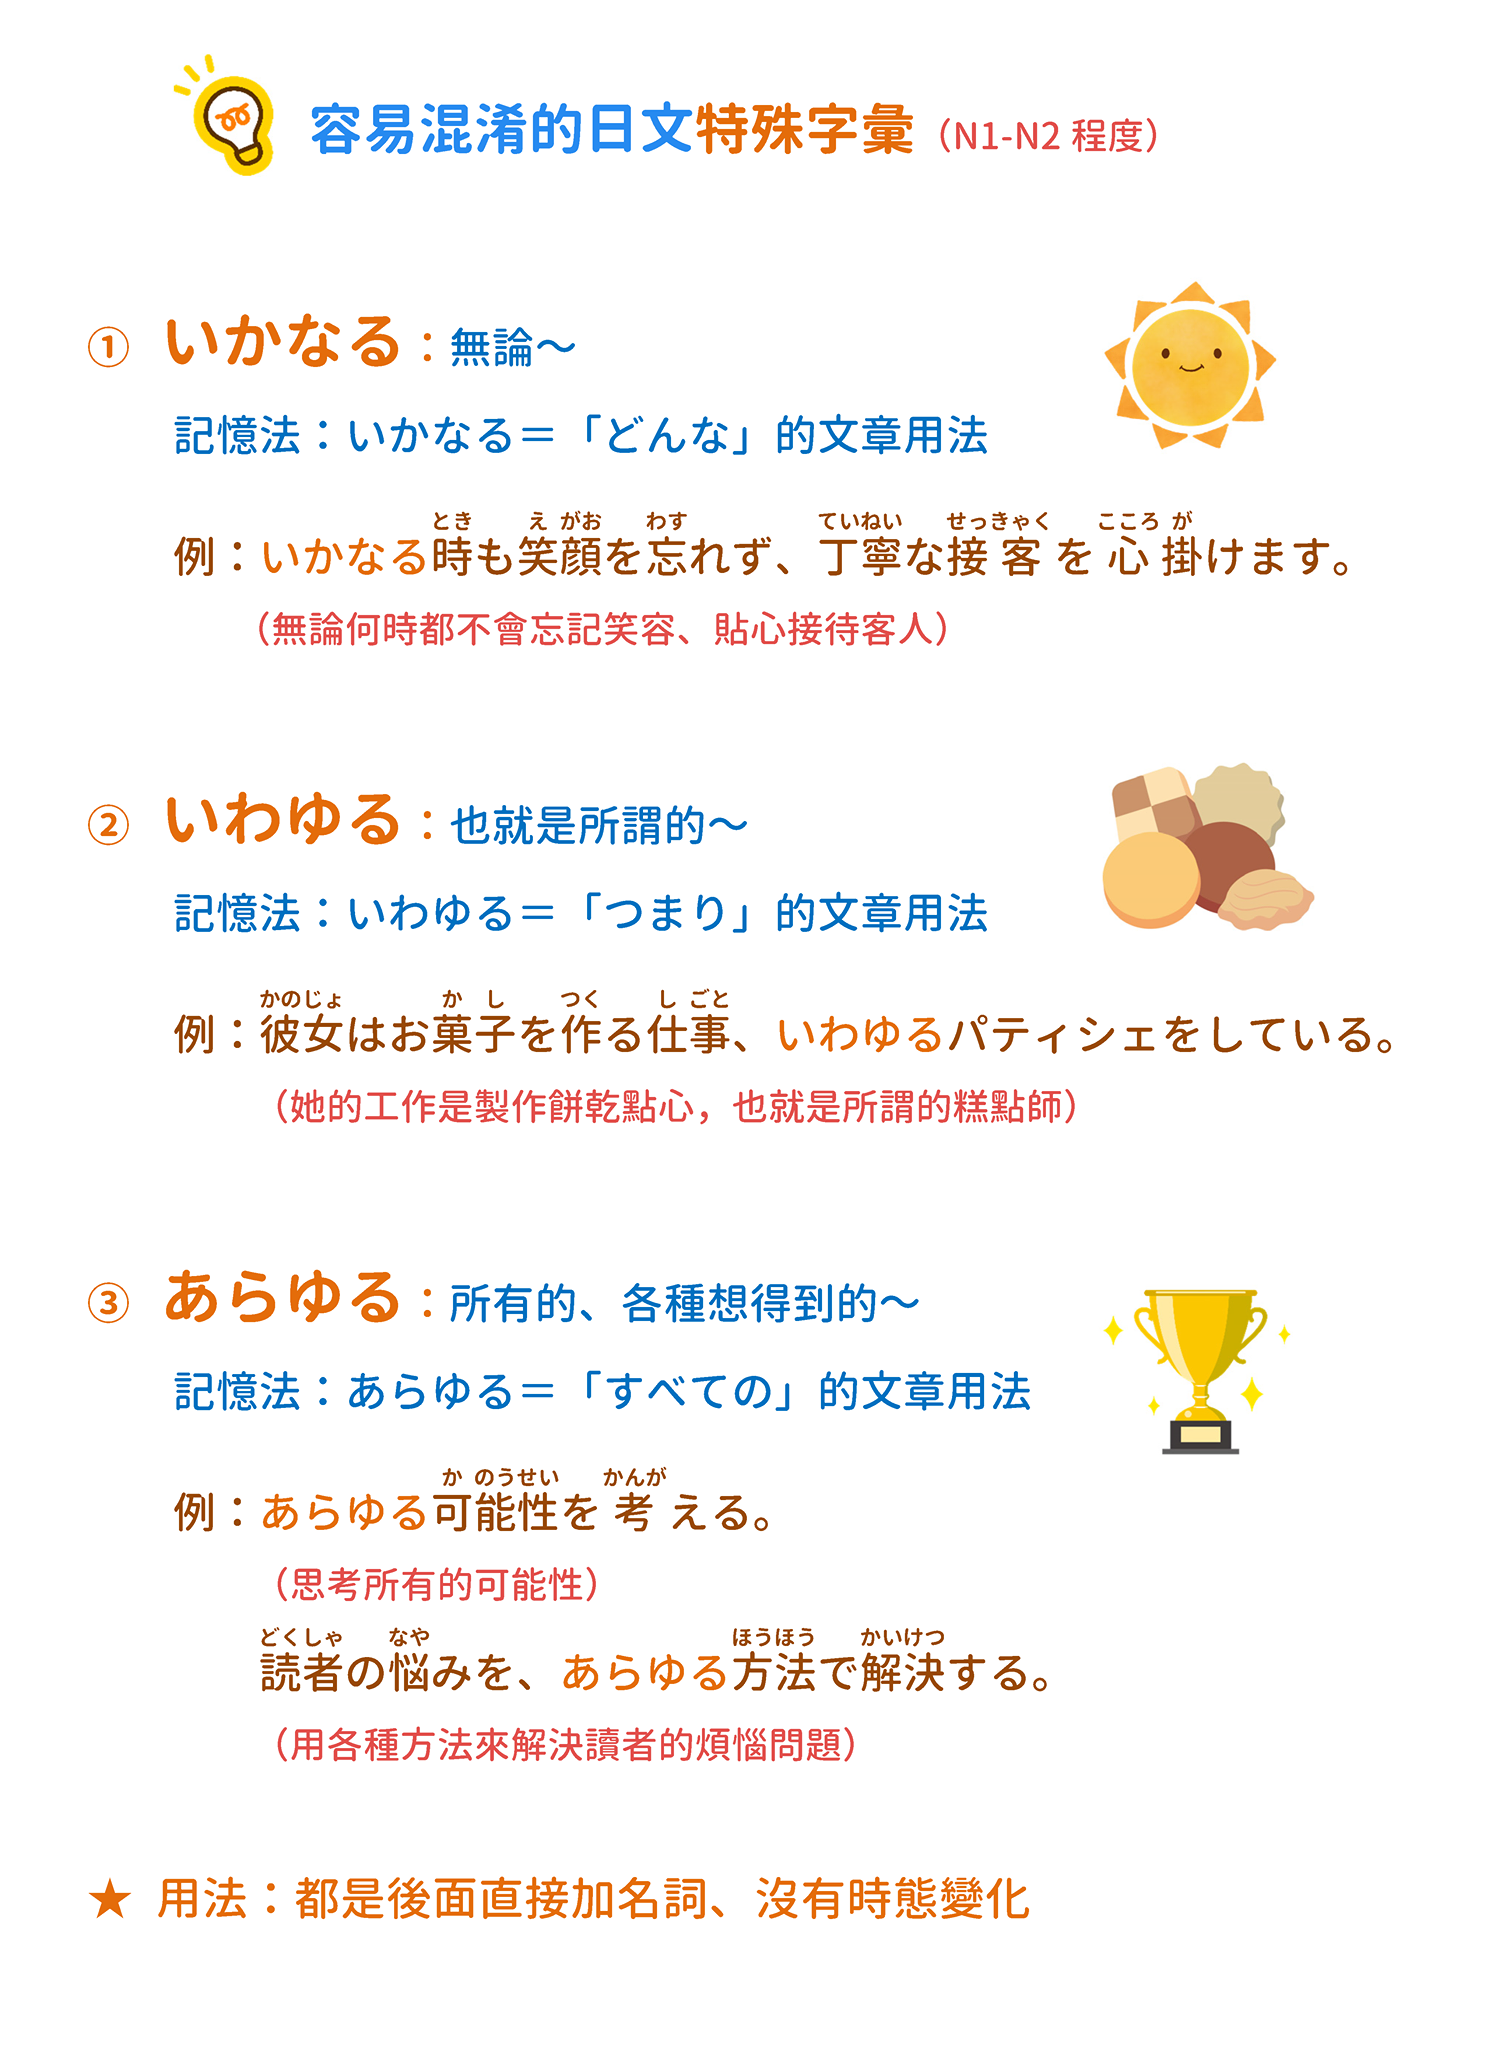 容易混淆的日文特殊字彙（N1-N2 程度）
① いかなる：無論～
記憶法：いかなる＝「どんな」的文章用法
とき え がお わす ていねい せっきゃく こころ が
例：いかなる時も笑顔を忘れず、丁寧な接客を心掛けます。
（無論何時都不會忘記笑容、貼心接待客人）
② いわゆる：也就是所謂的～
記憶法：いわゆる＝「つまり」的文章用法
かのじょ か し つく し ごと
例：彼女はお菓子を作る仕事、いわゆるパティシェをしている。
（她的工作是製作餅乾點心，也就是所謂的糕點師）
③ あらゆる：所有的、各種想得到的～
記憶法：あらゆる＝「すべての」的文章用法
か のうせい かんが
例：あらゆる可能性を考える。
（思考所有的可能性）
どくしゃ なや ほうほう かいけつ
読者の悩みを、あらゆる方法で解決する。
（用各種方法來解決讀者的煩惱問題）
★ 用法：都是後面直接加名詞、沒有時態變化